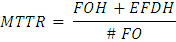 MTTR = FOH + EFDH / # FO